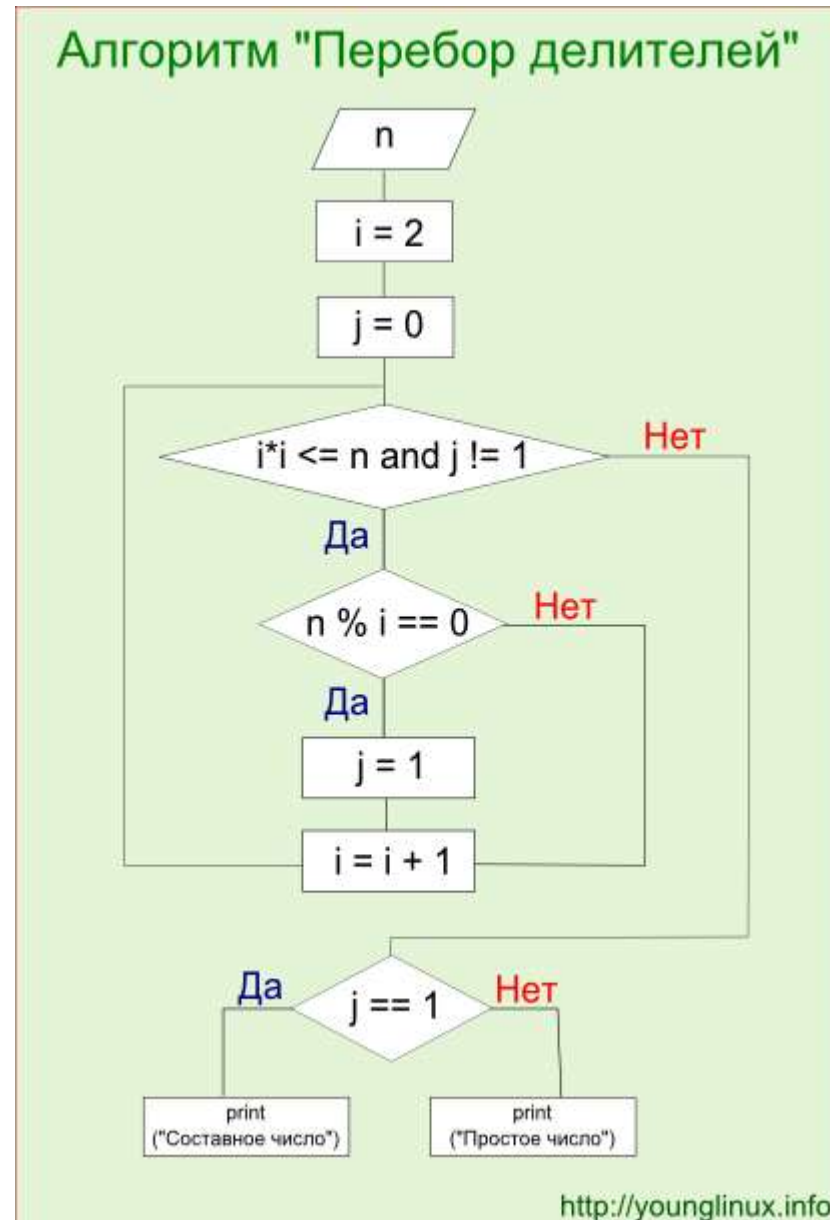 Алгоритм "Перебор делителей"
n
i = 2
j = 0
i*i <= n and j != 1
Нет
Да
n % i == 0
Нет
Да
j = 1
i = i + 1
Да
j == 1
Нет
print
("Составное число")
print
("Простое число")
http://younglinux.info